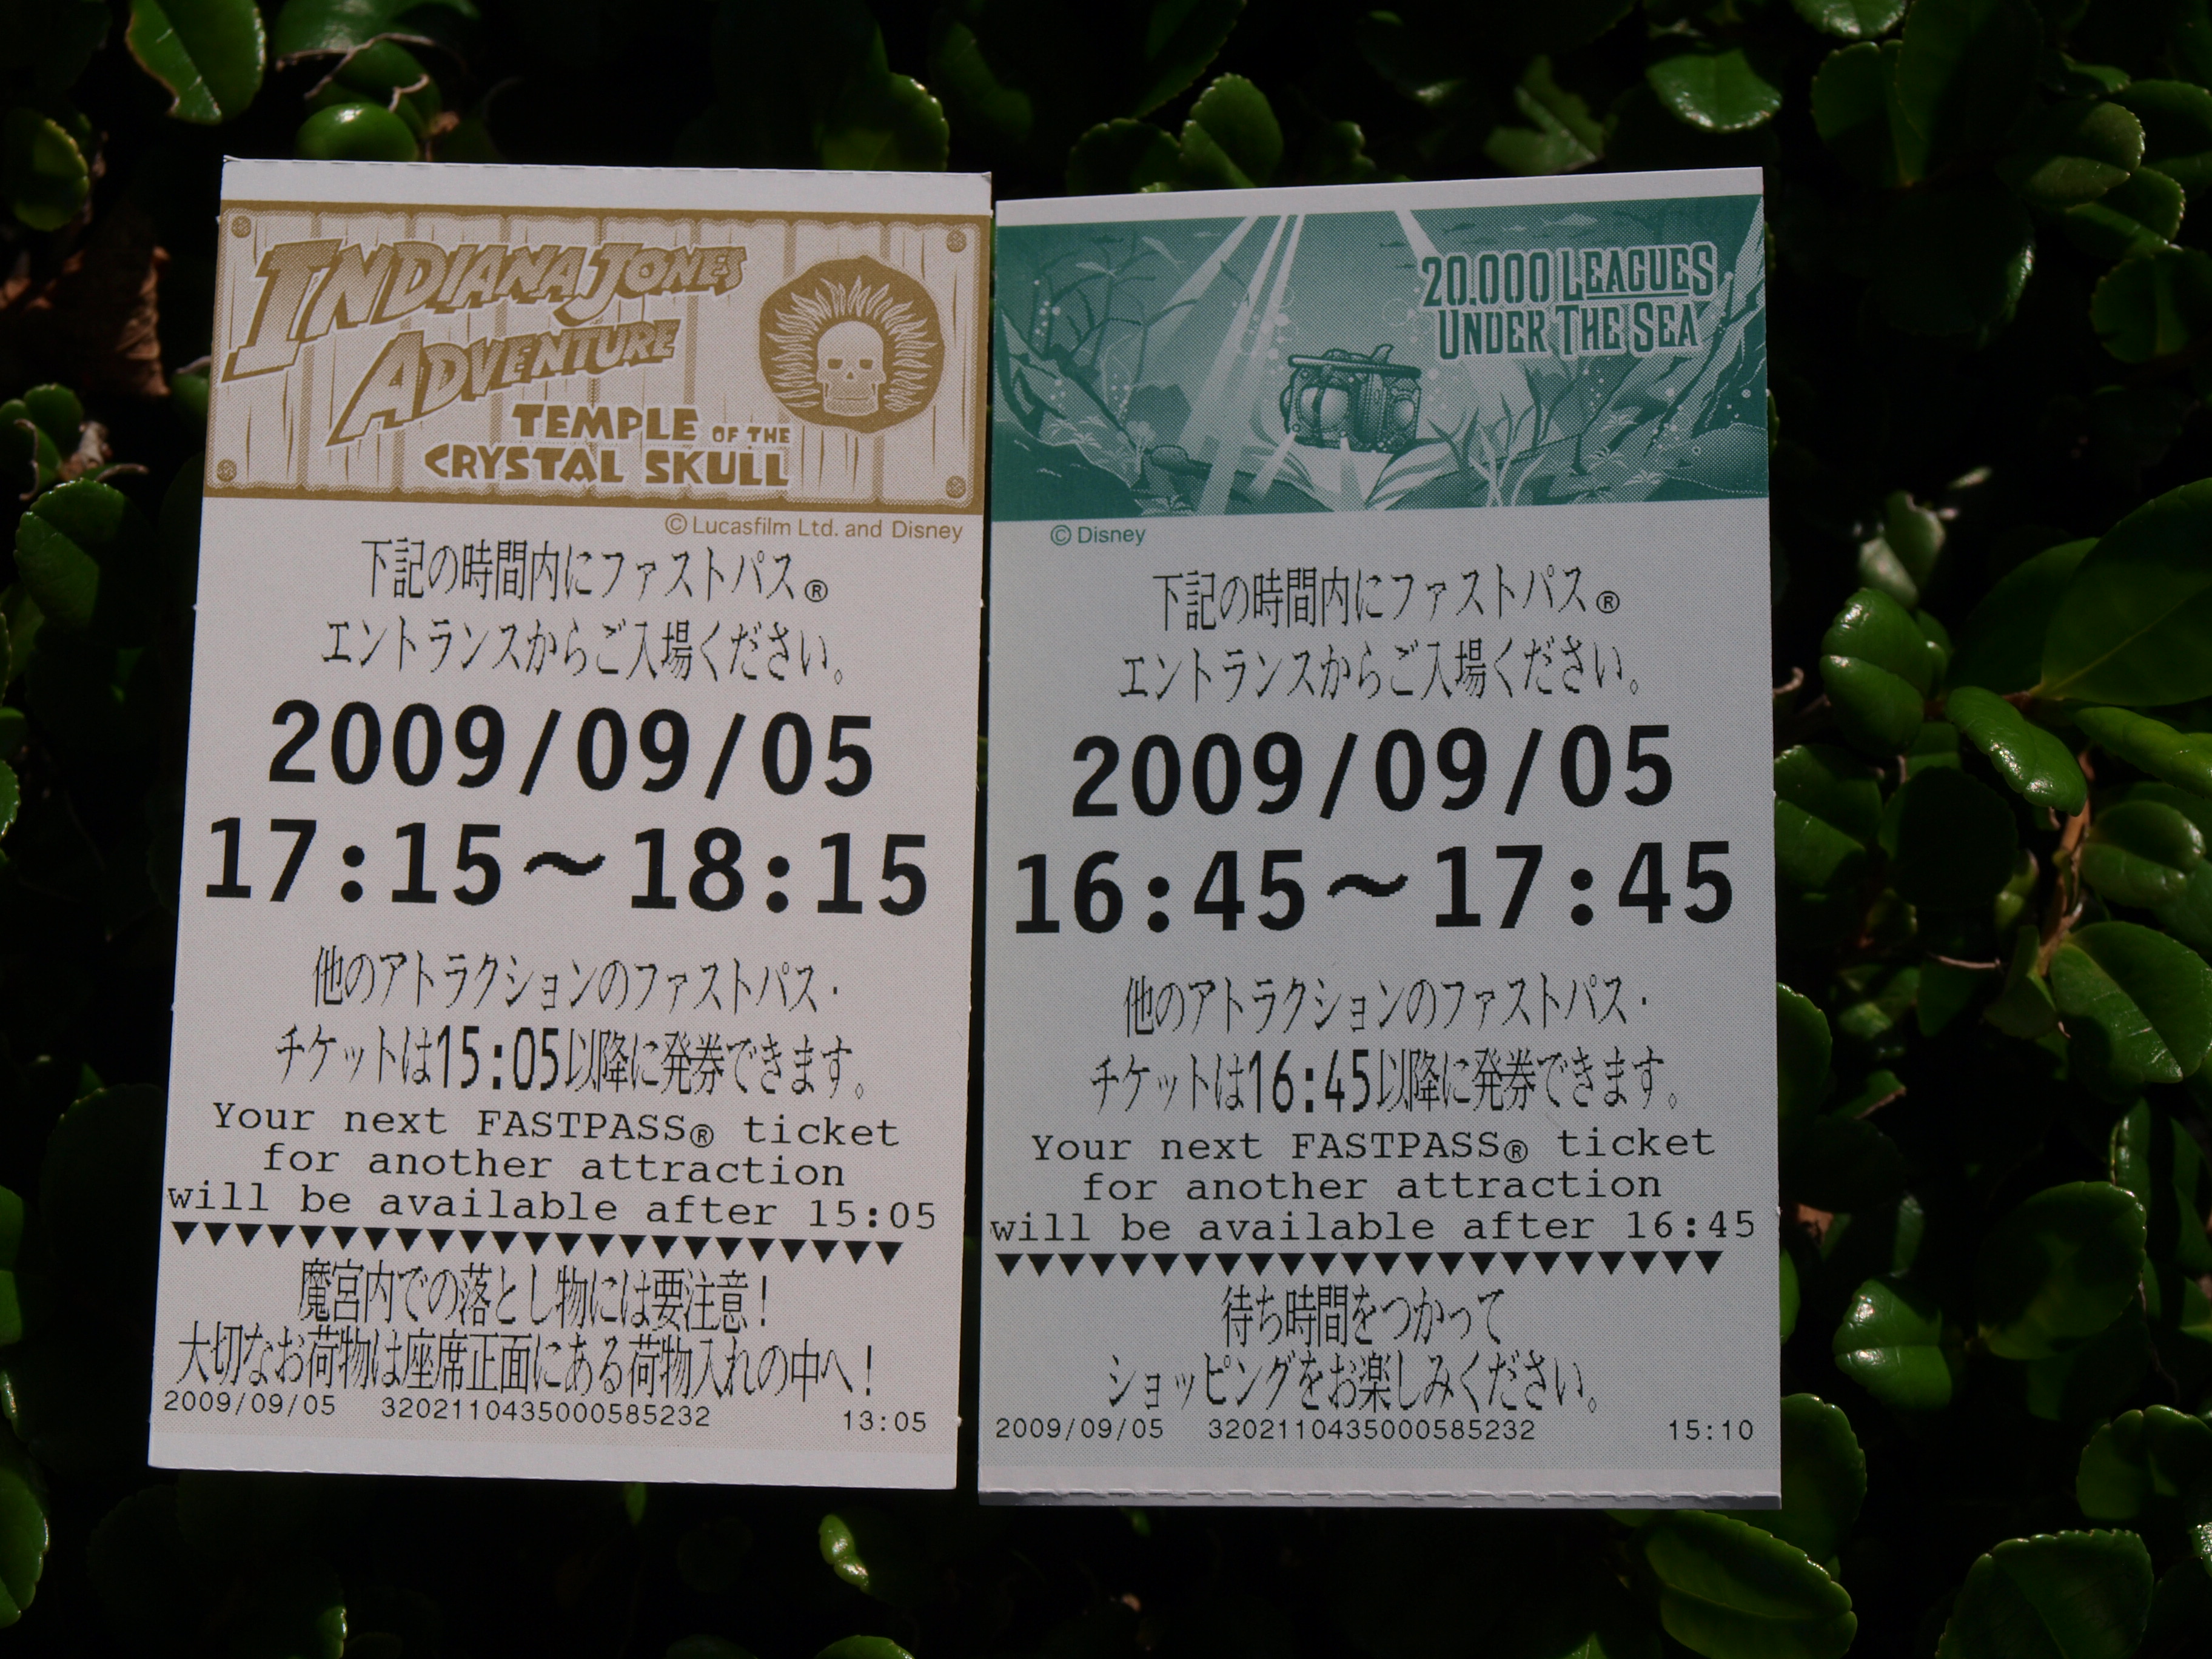 INDIANA JONES
ADVENTURE
TEMPLE OF THE
CRYSTAL SKULL
© Lucasfilm Ltd. and Disney
下記の時間内にファストパス®
エントランスからご入場ください。
2009/09/05
17:15～18:15
他のアトラクションのファストパス・
チケットは15:05以降に発券できます。
Your next FASTPASS® ticket
for another attraction
will be available after 15:05
▼▼▼▼▼▼▼▼▼▼▼▼▼▼▼▼▼▼▼▼▼▼▼▼
魔宮内での落とし物には要注意！
大切なお荷物は座席正面にある荷物入れの中へ！
2009/09/05 3202110435000585232 13:05
20,000 LEAGUES
UNDER THE SEA
© Disney
下記の時間内にファストパス®
エントランスからご入場ください。
2009/09/05
16:45～17:45
他のアトラクションのファストパス・
チケットは16:45以降に発券できます。
Your next FASTPASS® ticket
for another attraction
will be available after 16:45
▼▼▼▼▼▼▼▼▼▼▼▼▼▼▼▼▼▼▼▼▼▼▼▼
待ち時間をつかって
ショッピングをお楽しみください。
2009/09/05 3202110435000585232 15:10